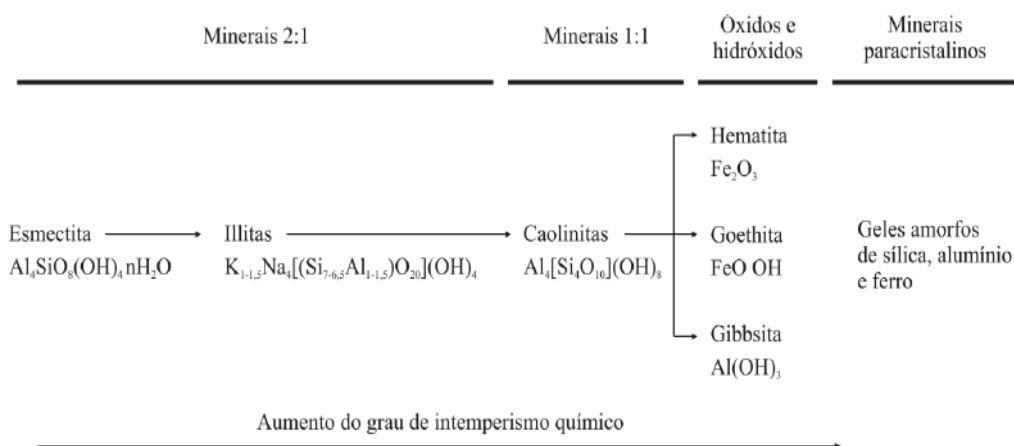 Minerais 2:1
Minerais 1:1
Óxidos e
hidróxidos
Minerais
paracristalinos
Hematita
Fe₂O₃
Esmectita
Al₄SiO₈(OH)₄ nH₂O
Illitas
K₁₋₁,₅Na₄[(Si₇₋₆,₅Al₁₋₁,₅)O₂₀](OH)₄
Caolinitas
Al₄[Si₄O₁₀](OH)₈
Goethita
FeO OH
Geles amorfos
de sílica, alumínio
e ferro
Gibbsita
Al(OH)₃
Aumento do grau de intemperismo químico